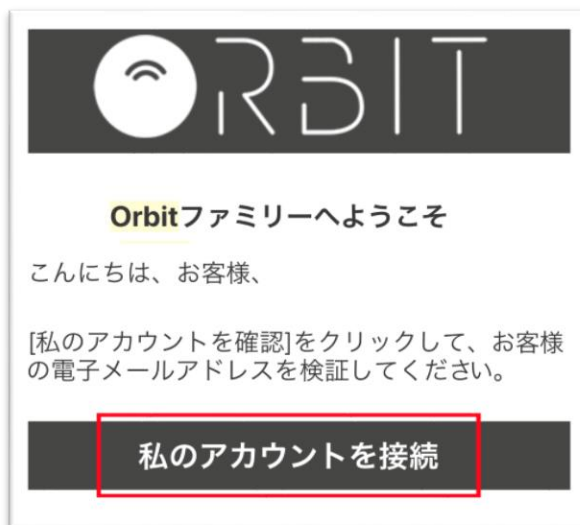 ORBIT
Orbitファミリーへようこそ
こんにちは、お客様、
[私のアカウントを確認]をクリックして、お客様
の電子メールアドレスを検証してください。
私のアカウントを接続